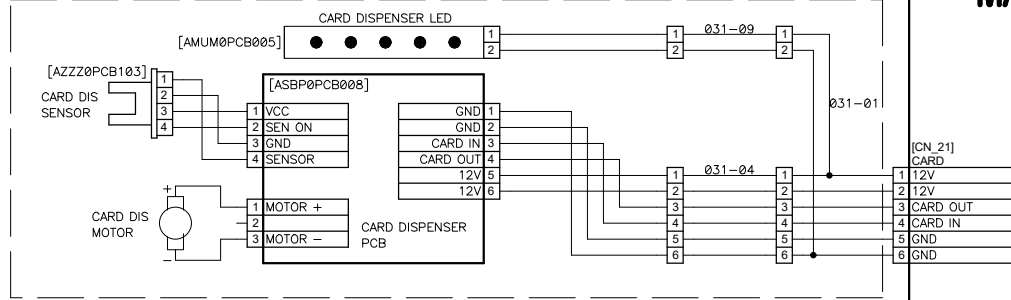 CARD DISPENSER LED
[AMUM0PCB005]
1
2
1 031-09 1
2 2
[AZZZ0PCB103]
CARD DIS
SENSOR
1
2
3
4
[ASBP0PCB008]
1 VCC
2 SEN ON
3 GND
4 SENSOR
GND 1
GND 2
CARD IN 3
CARD OUT 4
12V 5
12V 6
031-01
1 031-04 1
2 2
3 3
4 4
5 5
6 6
[CN_21]
CARD
1 12V
2 12V
3 CARD OUT
4 CARD IN
5 GND
6 GND
+
CARD DIS
MOTOR
-
1 MOTOR +
2
3 MOTOR -
CARD DISPENSER
PCB